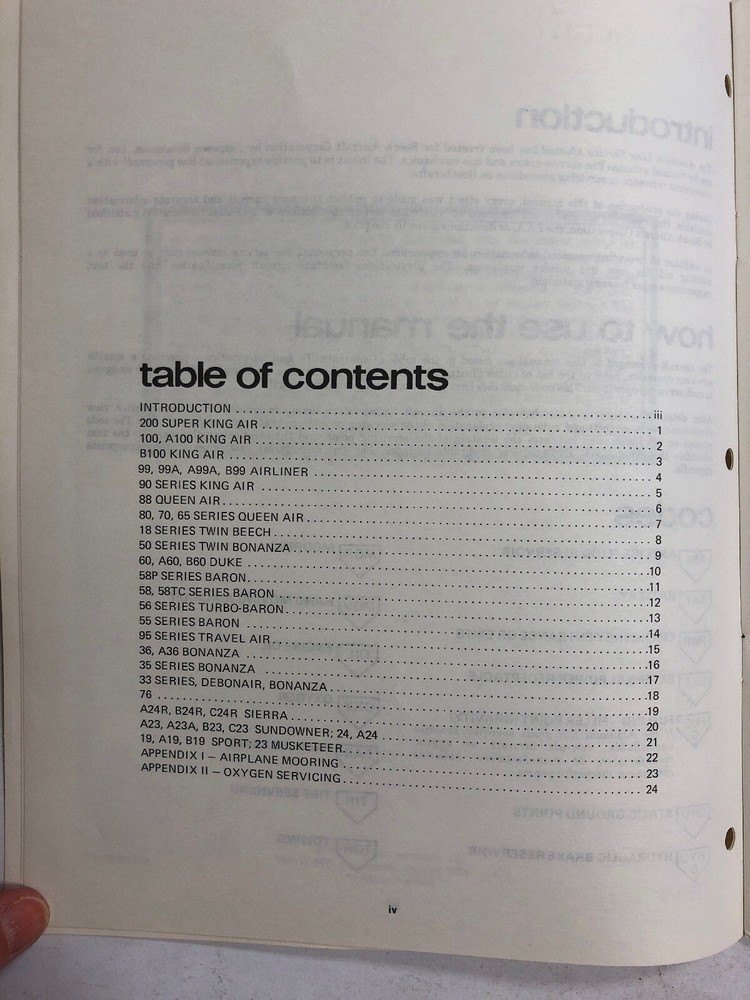 table of contents
INTRODUCTION ... iii
200 SUPER KING AIR ... 1
100, A100 KING AIR ... 2
B100 KING AIR ... 3
99, 99A, A99A, B99 AIRLINER ... 4
90 SERIES KING AIR ... 5
88 QUEEN AIR ... 6
80, 70, 65 SERIES QUEEN AIR ... 7
18 SERIES TWIN BEECH ... 8
50 SERIES TWIN BONANZA ... 9
60, A60, B60 DUKE ... 10
58P SERIES BARON ... 11
58, 58TC SERIES BARON ... 12
56 SERIES TURBO-BARON ... 13
55 SERIES BARON ... 14
95 SERIES TRAVEL AIR ... 15
36, A36 BONANZA ... 16
35 SERIES BONANZA ... 17
33 SERIES, DEBONAIR, BONANZA ... 18
76 ... 19
A24R, B24R, C24R SIERRA ... 20
A23, A23A, B23, C23 SUNDOWNER; 24, A24 ... 21
19, A19, B19 SPORT; 23 MUSKETEER ... 22
APPENDIX I – AIRPLANE MOORING ... 23
APPENDIX II – OXYGEN SERVICING ... 24
iv